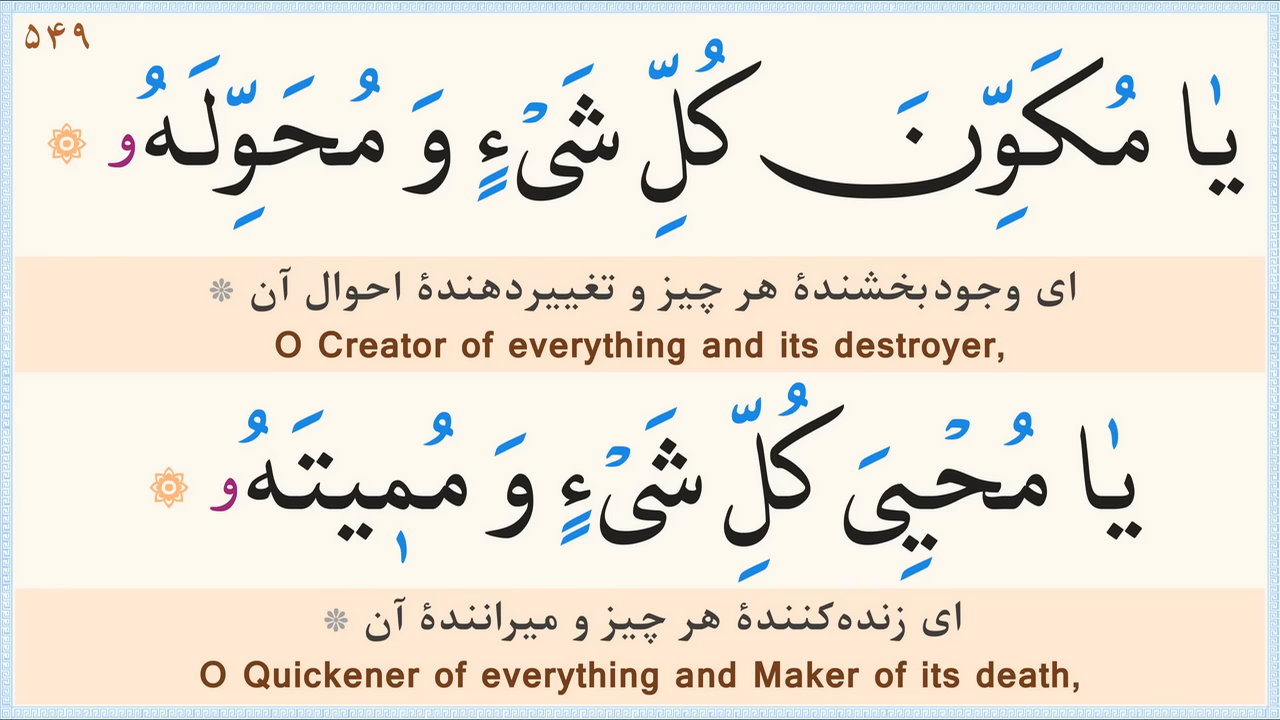 ۵۴۹
یَا مُكَوِّنَ كُلِّ شَیْءٍ وَ مُحَوِّلَهُ و
ای وجودبخشندهٔ هر چیز و تغییردهندهٔ احوال آن
O Creator of everything and its destroyer,
یَا مُحْیِیَ كُلِّ شَیْءٍ وَ مُمیتَهُ و
ای زنده‌کنندهٔ هر چیز و میرانندهٔ آن
O Quickener of everything and Maker of its death,